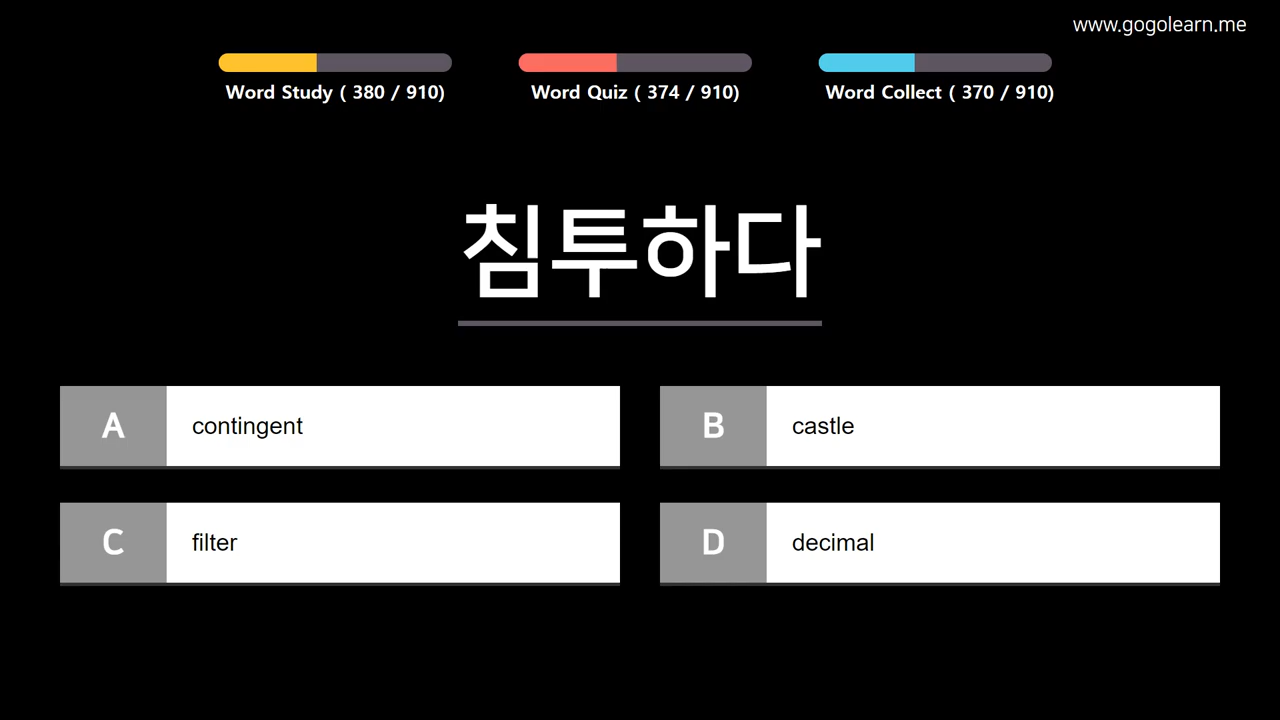 www.gogolearn.me
Word Study ( 380 / 910)
Word Quiz ( 374 / 910)
Word Collect ( 370 / 910)
침투하다
A contingent
B castle
C filter
D decimal